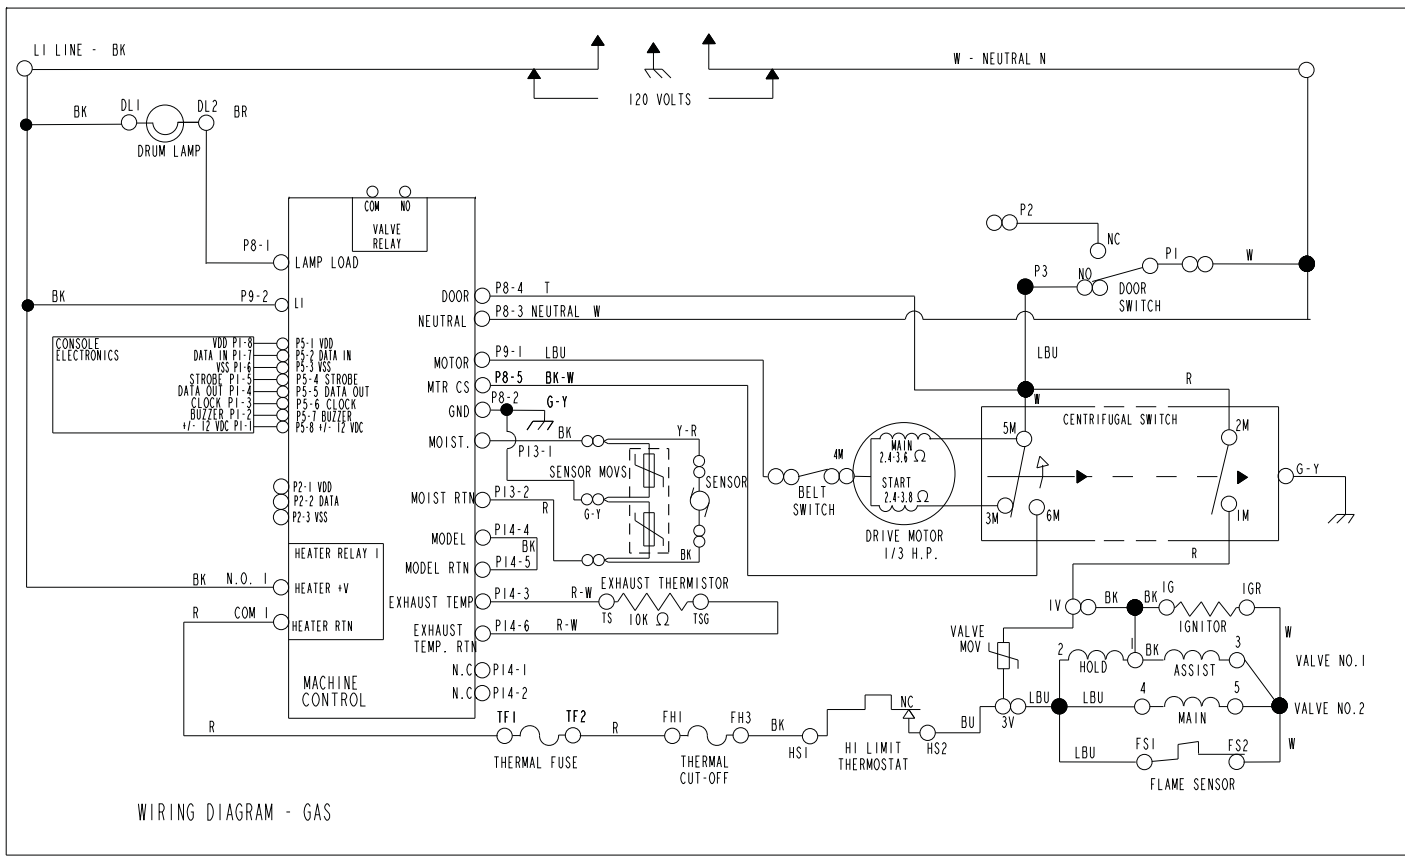 L1 LINE - BK
W - NEUTRAL N
120 VOLTS
BK
DL1
DL2
BR
DRUM LAMP
COM
NO
VALVE
RELAY
P2
NC
P8-1
LAMP LOAD
P1
W
P3
NO
DOOR
SWITCH
BK
P9-2
L1
DOOR
P8-4
T
NEUTRAL
P8-3
NEUTRAL
W
CONSOLE
ELECTRONICS
VDD P1-8
P5-1 VDD
DATA IN P1-7
P5-2 DATA IN
VSS P1-6
P5-3 VSS
STROBE P1-5
P5-4 STROBE
DATA OUT P1-4
P5-5 DATA OUT
CLOCK P1-3
P5-6 CLOCK
BUZZER P1-2
P5-7 BUZZER
+/- 12 VDC P1-1
P5-8 +/- 12 VDC
MOTOR
P9-1
LBU
MTR CS
P8-5
BK-W
LBU
R
W
GND
P8-2
G-Y
MOIST.
P13-1
BK
Y-R
SENSOR MOVS
SENSOR
MOIST RTN
P13-2
R
G-Y
BK
P2-1 VDD
P2-2 DATA
P2-3 VSS
MODEL
P14-4
BK
MODEL RTN
P14-5
CENTRIFUGAL SWITCH
5M
2M
4M
MAIN
2.4-3.6 Ω
START
2.4-3.8 Ω
BELT
SWITCH
3M
6M
1M
G-Y
DRIVE MOTOR
1/3 H.P.
R
HEATER RELAY 1
BK
N.O. 1
HEATER +V
R
COM 1
HEATER RTN
EXHAUST TEMP
P14-3
R-W
EXHAUST THERMISTOR
TS
10K Ω
TSG
EXHAUST
TEMP. RTN
P14-6
R-W
N.C
P14-1
N.C
P14-2
MACHINE
CONTROL
1V
BK
BK
IG
IGR
IGNITOR
W
VALVE
MOV
2
HOLD
1
BK
ASSIST
3
VALVE NO.1
LBU
LBU
4
MAIN
5
VALVE NO.2
3V
R
TF1
TF2
THERMAL FUSE
R
FH1
FH3
THERMAL
CUT-OFF
BK
HS1
NC
HS2
HI LIMIT
THERMOSTAT
BU
LBU
FS1
FS2
W
FLAME SENSOR
WIRING DIAGRAM - GAS